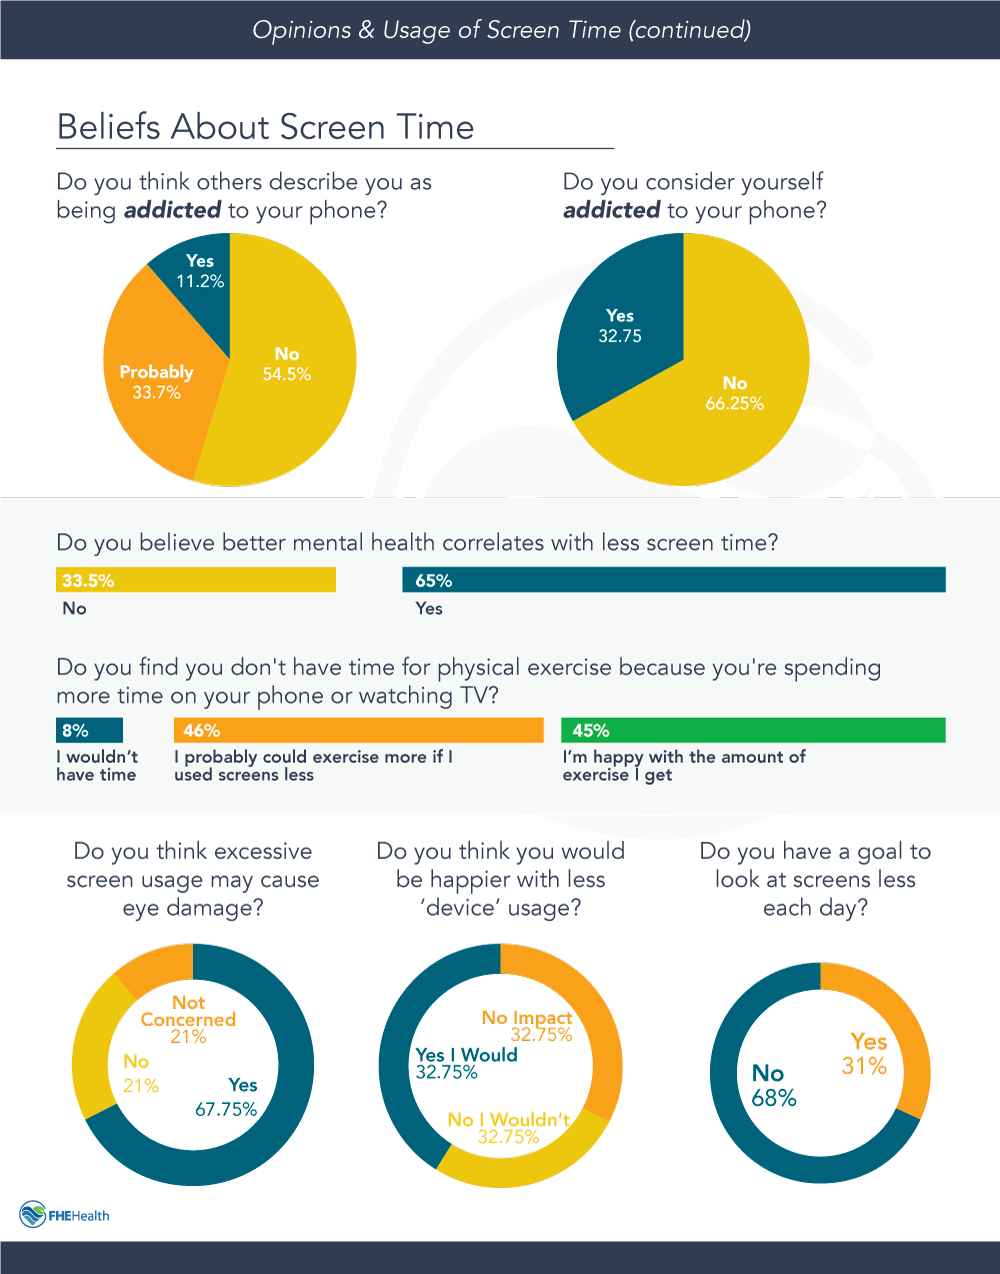 Opinions & Usage of Screen Time (continued)
Beliefs About Screen Time
Do you think others describe you as
being addicted to your phone?
Yes
11.2%
Probably
33.7%
No
54.5%
Do you consider yourself
addicted to your phone?
Yes
32.75
No
66.25%
Do you believe better mental health correlates with less screen time?
33.5%
No
65%
Yes
Do you find you don't have time for physical exercise because you're spending
more time on your phone or watching TV?
8%
I wouldn't
have time
46%
I probably could exercise more if I
used screens less
45%
I'm happy with the amount of
exercise I get
Do you think excessive
screen usage may cause
eye damage?
Not
Concerned
21%
No
21%
Yes
67.75%
Do you think you would
be happier with less
‘device’ usage?
No Impact
32.75%
Yes I Would
32.75%
No I Wouldn't
32.75%
Do you have a goal to
look at screens less
each day?
Yes
31%
No
68%
FHEHealth